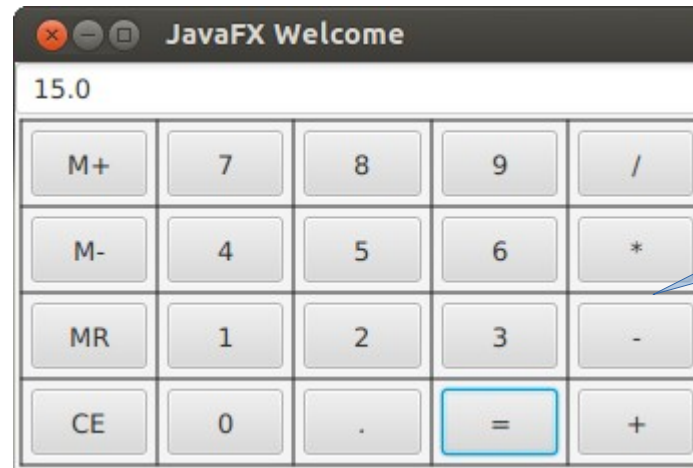 JavaFX Welcome
15.0
M+ 7 8 9 /
M- 4 5 6 *
MR 1 2 3 -
CE 0 . = +